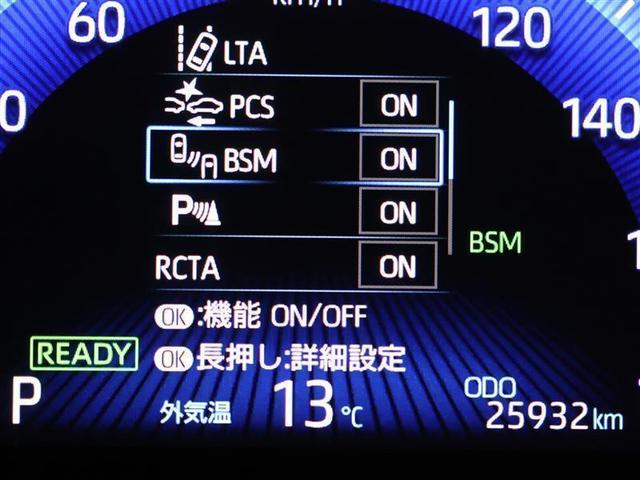 km/h
60
120
140
0
LTA
PCS ON
BSM ON
P ON
BSM
RCTA ON
OK:機能 ON/OFF
READY
OK長押し:詳細設定
P
外気温 13℃
ODO
25932km